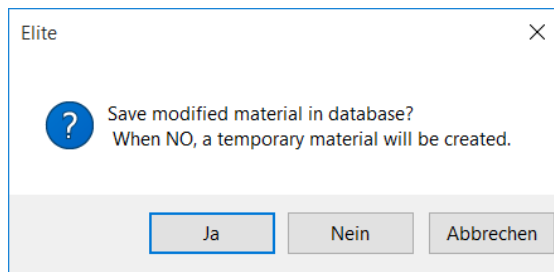 Elite
Save modified material in database?
When NO, a temporary material will be created.
Ja
Nein
Abbrechen